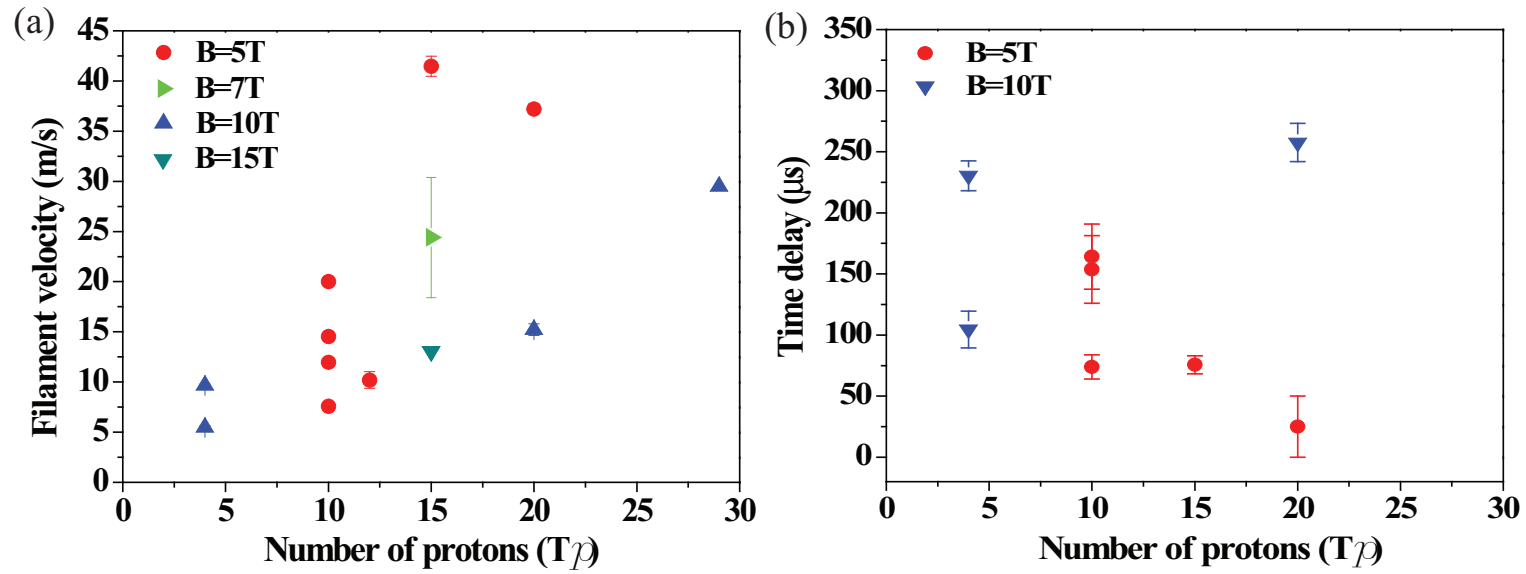 (a)
45
40
35
30
25
20
15
10
5
0
Filament velocity (m/s)
B=5T
B=7T
B=10T
B=15T
0 5 10 15 20 25 30
Number of protons (Tp)
(b)
350
300
250
200
150
100
50
0
Time delay (μs)
B=5T
B=10T
0 5 10 15 20 25 30
Number of protons (Tp)